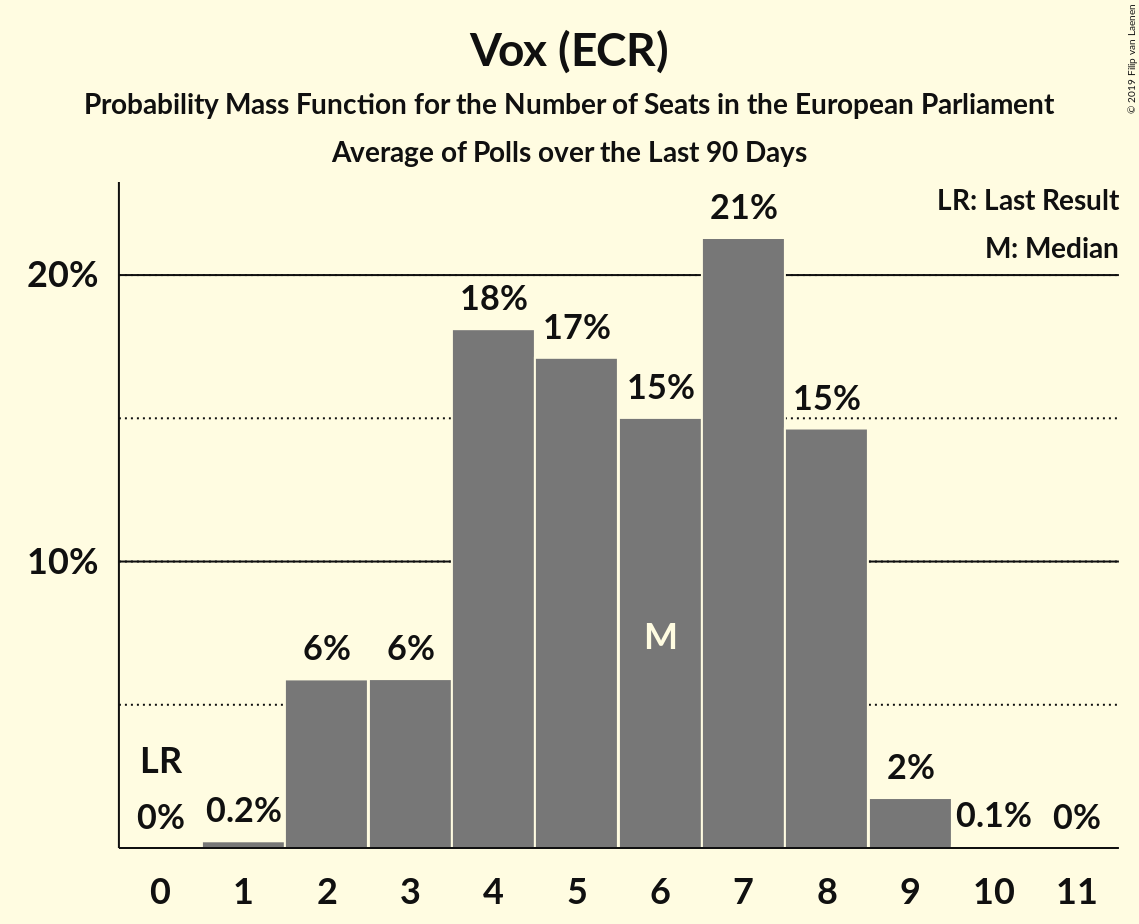 Vox (ECR)
Probability Mass Function for the Number of Seats in the European Parliament
Average of Polls over the Last 90 Days
© 2019 Filip van Laenen
LR: Last Result
M: Median
20%
10%
LR
0%
0.2%
6%
6%
18%
17%
15%
21%
15%
2%
0.1%
0%
M
0 1 2 3 4 5 6 7 8 9 10 11